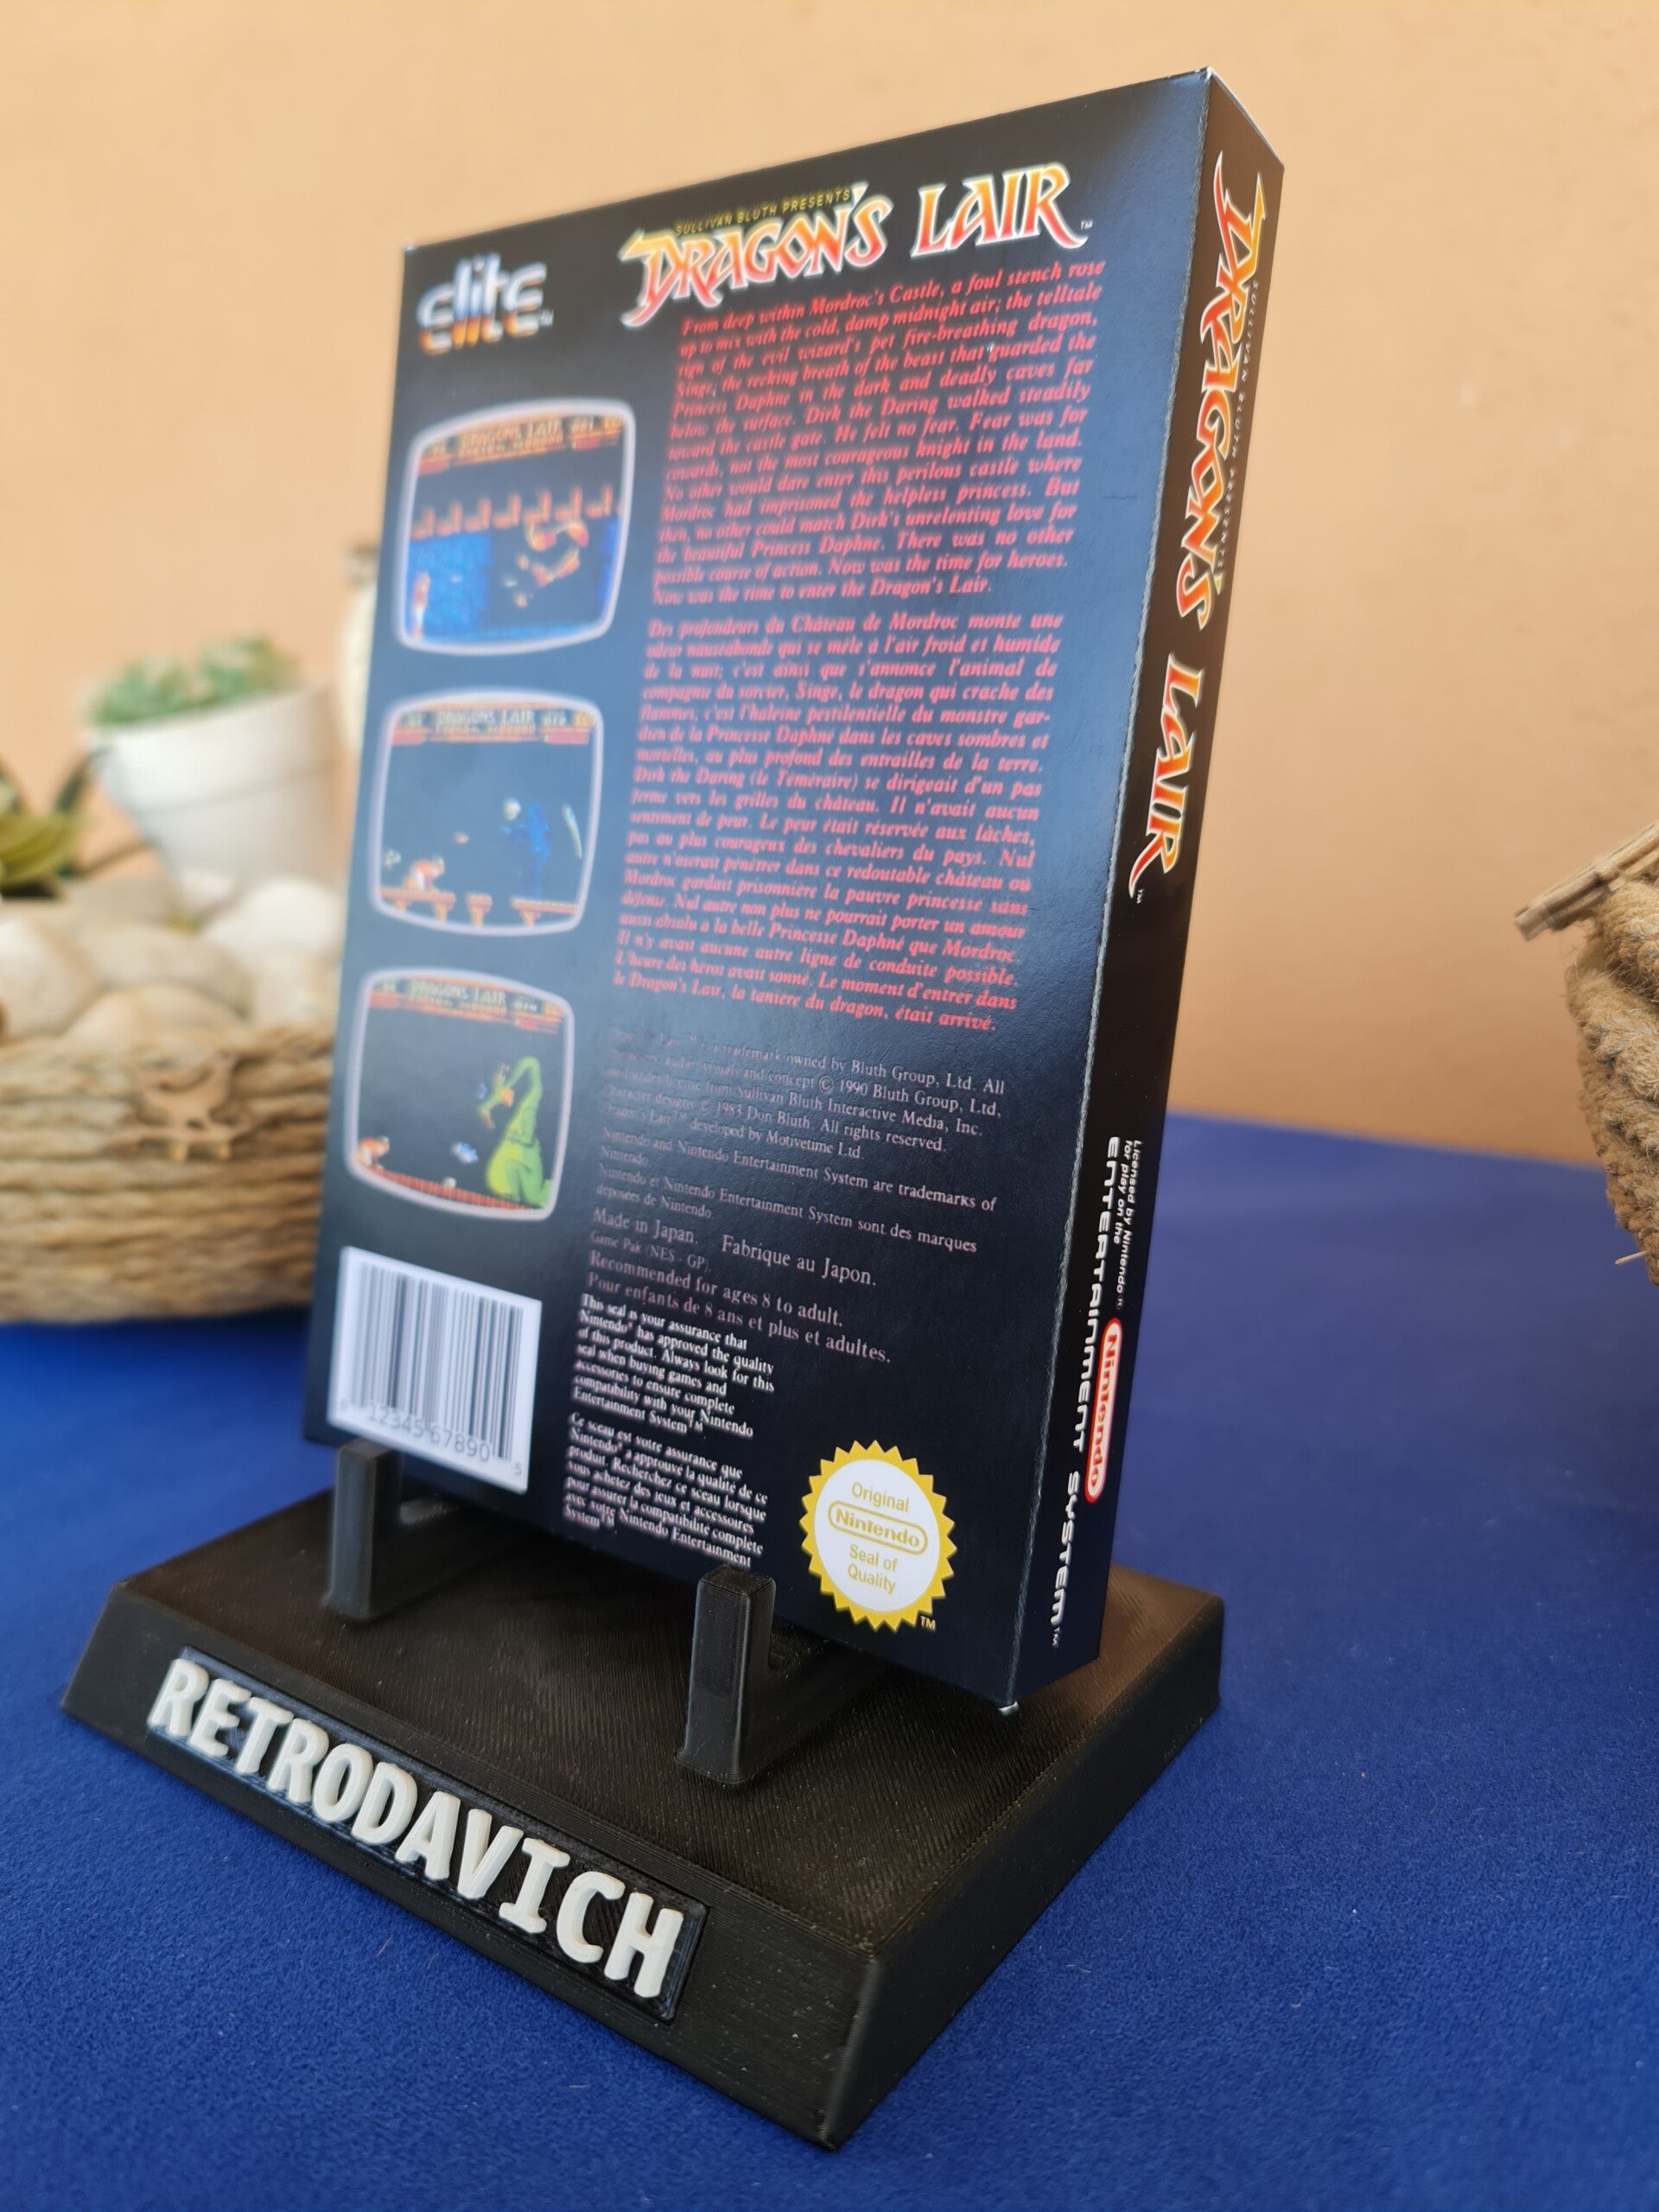 elite
SULLIVAN BLUTH PRESENTS
DRAGON'S LAIR™
From deep within Mordroc's Castle, a foul stench rose
up to mix with the cold, damp midnight air; the telltale
sign of the evil wizard's pet fire-breathing dragon,
Singe, the reeking breath of the beast that guarded the
Princess Daphne in the dark and deadly caves far
below the surface. Dirk the Daring walked steadily
toward the castle gate. He felt no fear. Fear was for
cowards, not the most courageous knight in the land.
No other would dare enter this perilous castle where
Mordroc had imprisoned the helpless princess. But
then, no other could match Dirk's unrelenting love for
the beautiful Princess Daphne. There was no other
possible course of action. Now was the time for heroes.
Now was the time to enter the Dragon's Lair.
Des profondeurs du Château de Mordroc monte une
odeur nauséabonde qui se mêle à l'air froid et humide
de la nuit; c'est ainsi que s'annonce l'animal de
compagnie du sorcier, Singe, le dragon qui crache des
flammes, c'est l'haleine pestilentielle du monstre gar-
dien de la Princesse Daphné dans les caves sombres et
mortelles, au plus profond des entrailles de la terre.
Dirk the Daring (le Téméraire) se dirigeait d'un pas
ferme vers les grilles du château. Il n'avait aucun
sentiment de peur. Le peur était réservée aux lâches,
pas au plus courageux des chevaliers du pays. Nul
autre n'oserait pénétrer dans ce redoutable château où
Mordroc gardait prisonnière la pauvre princesse sans
défense. Nul autre non plus ne pourrait porter un amour
aussi absolu à la belle Princesse Daphné que Mordroc.
Il n'y avait aucune autre ligne de conduite possible.
L'heure des héros avait sonné. Le moment d'entrer dans
le Dragon's Lair, la tanière du dragon, était arrivé.
trademark owned by Bluth Group, Ltd. All
visuals and concept © 1990 Bluth Group, Ltd,
used under license from Sullivan Bluth Interactive Media, Inc.
Character designs © 1983 Don Bluth. All rights reserved.
Dragon's Lair™ developed by Motivetime Ltd
Nintendo and Nintendo Entertainment System are trademarks of
Nintendo.
Nintendo et Nintendo Entertainment System sont des marques
deposées de Nintendo
Made in Japan. Fabrique au Japon.
Game Pak (NES - GP).
Recommended for ages 8 to adult.
Pour enfants de 8 ans et plus et adultes.
This seal is your assurance that
Nintendo® has approved the quality
of this product. Always look for this
seal when buying games and
accessories to ensure complete
compatibility with your Nintendo
Entertainment System™
Ce sceau est votre assurance que
Nintendo® a approuvé la qualité de ce
produit. Recherchez ce sceau lorsque
vous achetez des jeux et accessoires
pour assurer la compatibilité complète
avec votre Nintendo Entertainment
System™
DRAGONS LAIR
DRAGONS LAIR
DRAGONS LAIR
12345 67890 5
Original
Nintendo
Seal of
Quality
TM
DRAGON'S LAIR™
SULLIVAN BLUTH PRESENTS
Licensed by Nintendo
for play on the
ENTERTAINMENT SYSTEM™
Nintendo
RETRODAVICH